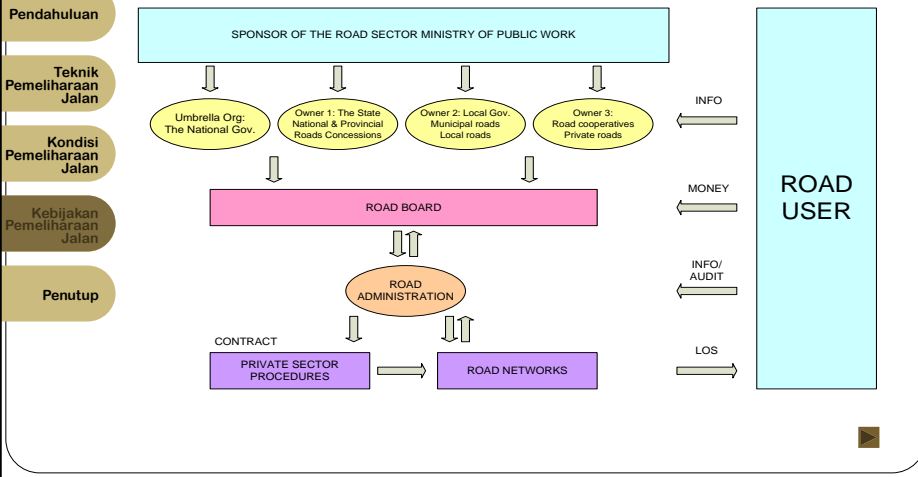 Pendahuluan
Teknik
Pemeliharaan
Jalan
Kondisi
Pemeliharaan
Jalan
Kebijakan
Pemeliharaan
Jalan
Penutup
SPONSOR OF THE ROAD SECTOR MINISTRY OF PUBLIC WORK
Umbrella Org:
The National Gov.
Owner 1: The State
National & Provincial
Roads Concessions
Owner 2: Local Gov.
Municipal roads
Local roads
Owner 3:
Road cooperatives
Private roads
INFO
ROAD BOARD
MONEY
ROAD
USER
ROAD
ADMINISTRATION
INFO/
AUDIT
CONTRACT
PRIVATE SECTOR
PROCEDURES
ROAD NETWORKS
LOS